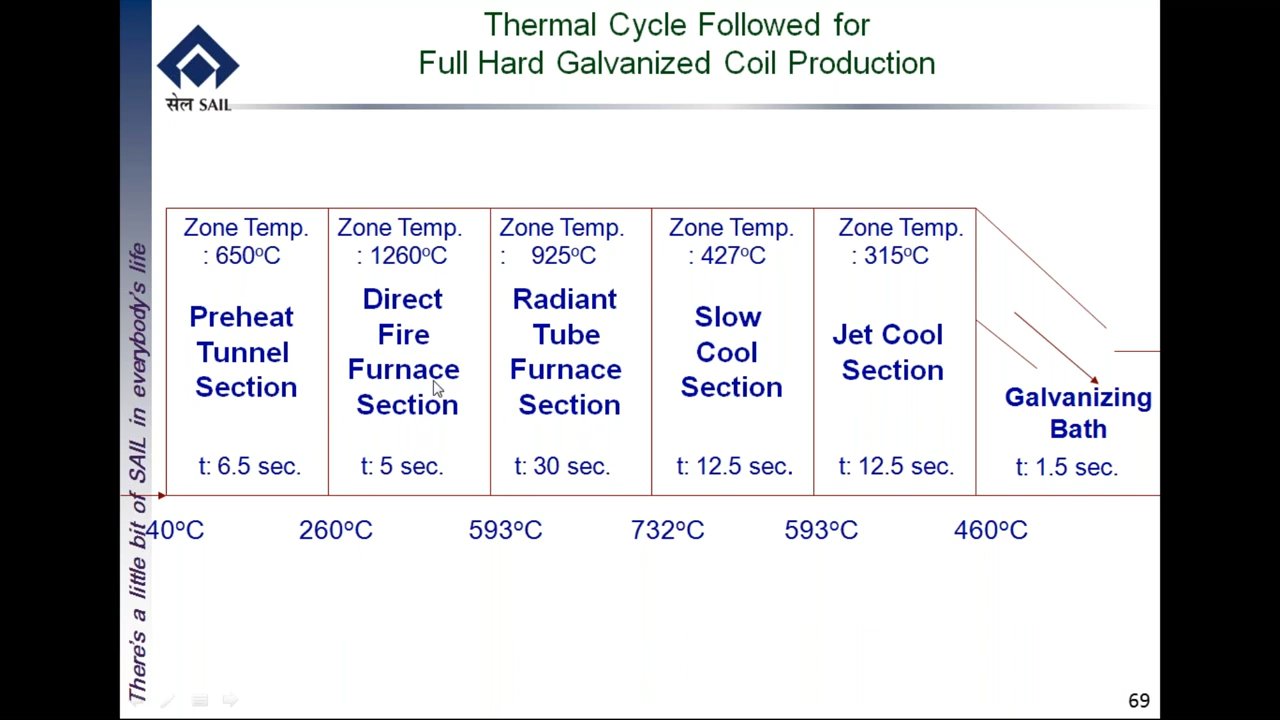 Thermal Cycle Followed for
Full Hard Galvanized Coil Production
सेल SAIL
There's a little bit of SAIL in everybody's life
Zone Temp.
: 650°C
Preheat
Tunnel
Section
t: 6.5 sec.
Zone Temp.
: 1260°C
Direct
Fire
Furnace
Section
t: 5 sec.
Zone Temp.
: 925°C
Radiant
Tube
Furnace
Section
t: 30 sec.
Zone Temp.
: 427°C
Slow
Cool
Section
t: 12.5 sec.
Zone Temp.
: 315°C
Jet Cool
Section
t: 12.5 sec.
Galvanizing
Bath
t: 1.5 sec.
40°C 260°C 593°C 732°C 593°C 460°C
69